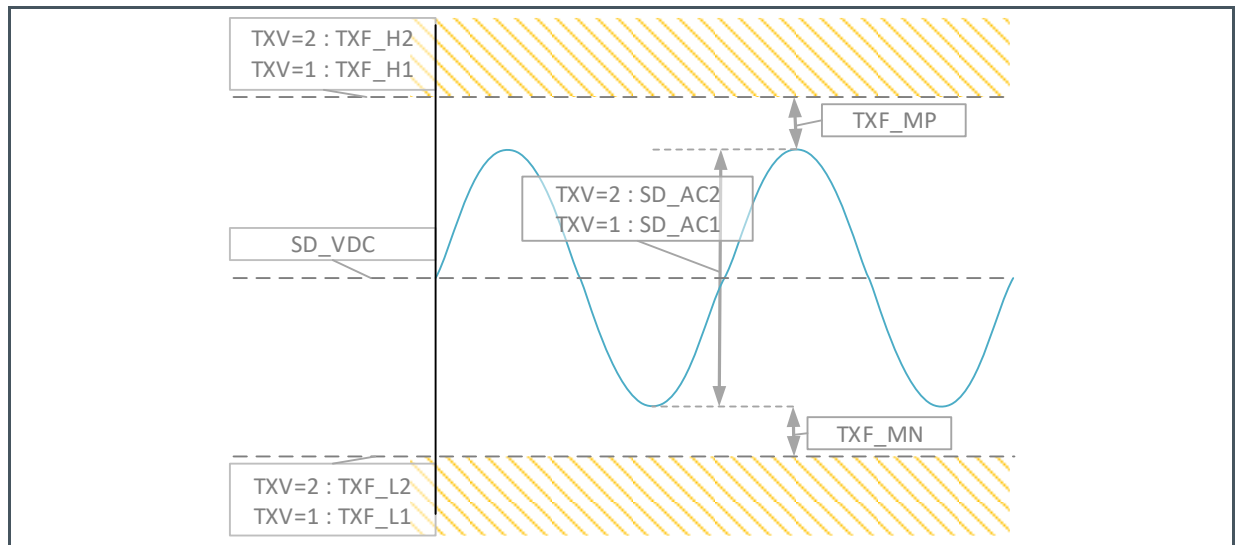 TXV=2 : TXF_H2
TXV=1 : TXF_H1
TXF_MP
TXV=2 : SD_AC2
TXV=1 : SD_AC1
SD_VDC
TXF_MN
TXV=2 : TXF_L2
TXV=1 : TXF_L1